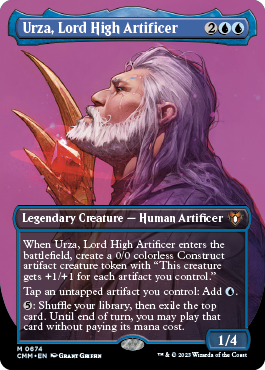 Urza, Lord High Artificer 2
Legendary Creature — Human Artificer
When Urza, Lord High Artificer enters the
battlefield, create a 0/0 colorless Construct
artifact creature token with “This creature
gets +1/+1 for each artifact you control.”
Tap an untapped artifact you control: Add
5: Shuffle your library, then exile the top
card. Until end of turn, you may play that
card without paying its mana cost.
1/4
M 0674
CMM • EN Grant Griffin
™ & © 2023 Wizards of the Coast